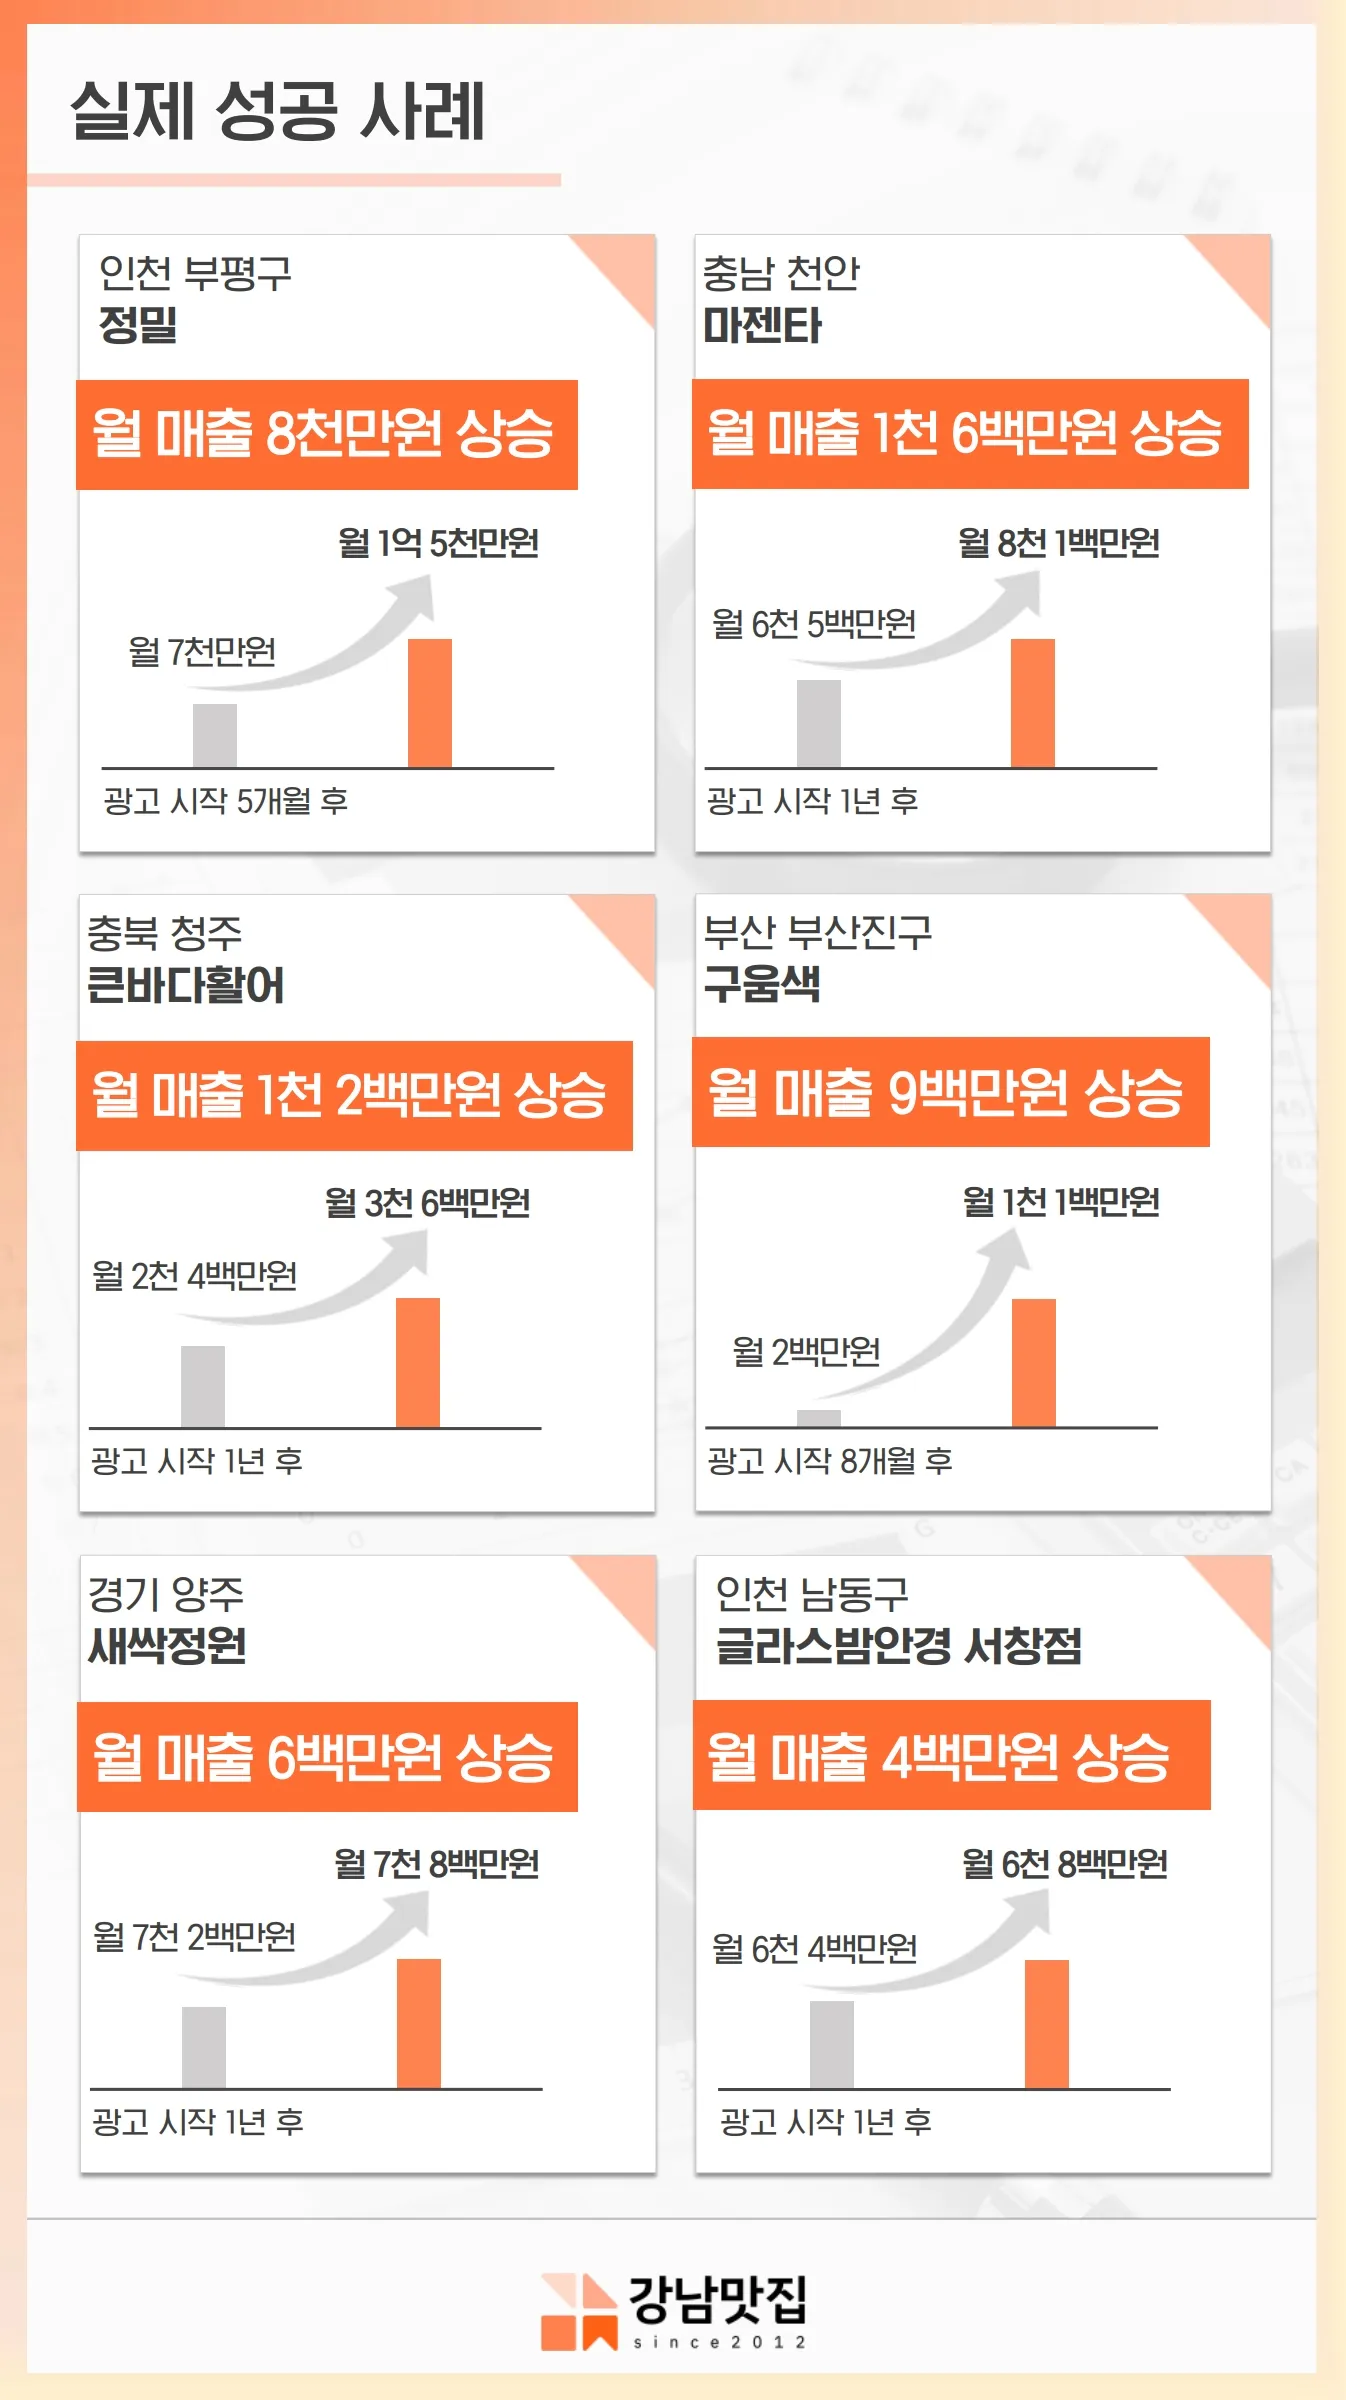 실제 성공 사례
인천 부평구
정밀
월 매출 8천만원 상승
월 1억 5천만원
월 7천만원
광고 시작 5개월 후
충남 천안
마젠타
월 매출 1천 6백만원 상승
월 8천 1백만원
월 6천 5백만원
광고 시작 1년 후
충북 청주
큰바다활어
월 매출 1천 2백만원 상승
월 3천 6백만원
월 2천 4백만원
광고 시작 1년 후
부산 부산진구
구움색
월 매출 9백만원 상승
월 1천 1백만원
월 2백만원
광고 시작 8개월 후
경기 양주
새싹정원
월 매출 6백만원 상승
월 7천 8백만원
월 7천 2백만원
광고 시작 1년 후
인천 남동구
글라스밤안경 서창점
월 매출 4백만원 상승
월 6천 8백만원
월 6천 4백만원
광고 시작 1년 후
강남맛집
since2012